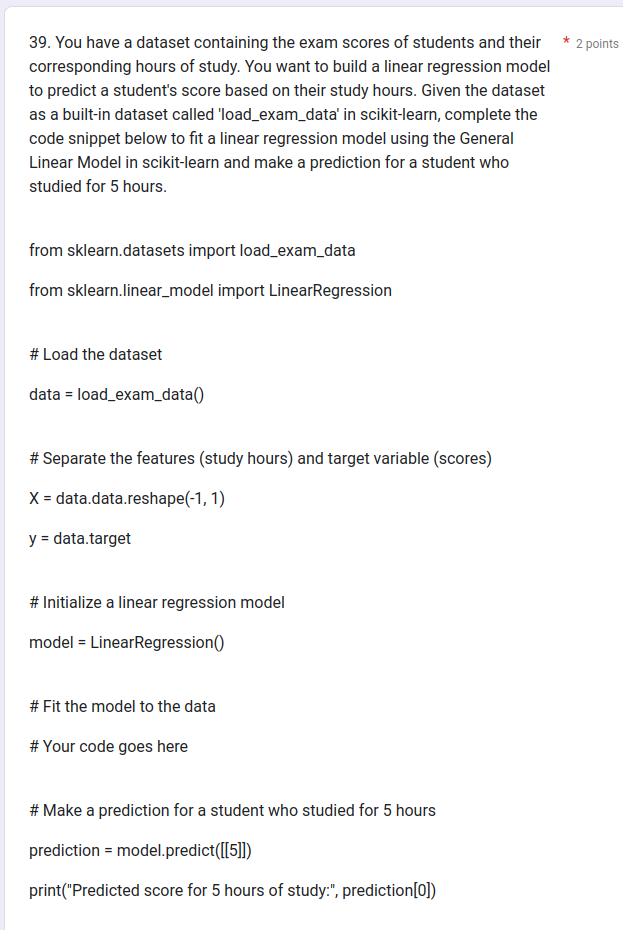 39. You have a dataset containing the exam scores of students and their * 2 points
corresponding hours of study. You want to build a linear regression model
to predict a student's score based on their study hours. Given the dataset
as a built-in dataset called 'load_exam_data' in scikit-learn, complete the
code snippet below to fit a linear regression model using the General
Linear Model in scikit-learn and make a prediction for a student who
studied for 5 hours.
from sklearn.datasets import load_exam_data
from sklearn.linear_model import LinearRegression
# Load the dataset
data = load_exam_data()
# Separate the features (study hours) and target variable (scores)
X = data.data.reshape(-1, 1)
y = data.target
# Initialize a linear regression model
model = LinearRegression()
# Fit the model to the data
# Your code goes here
# Make a prediction for a student who studied for 5 hours
prediction = model.predict([[5]])
print("Predicted score for 5 hours of study:", prediction[0])